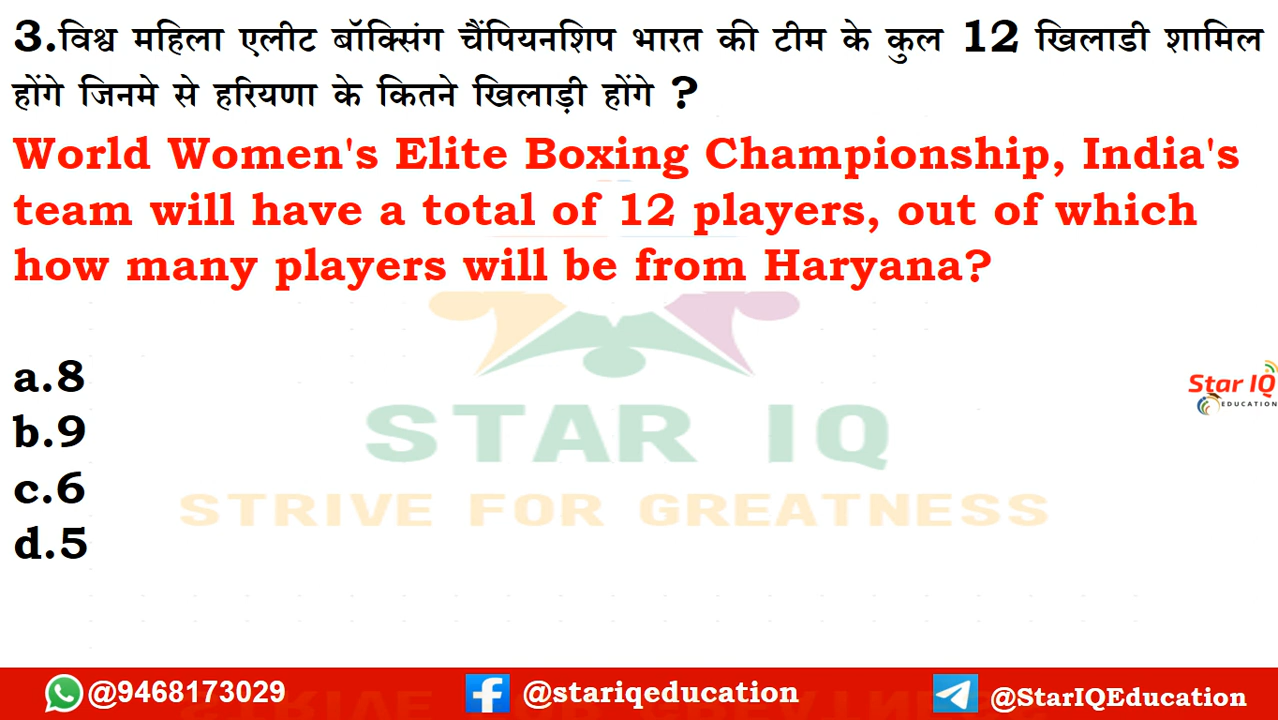 3.विश्व महिला एलीट बॉक्सिंग चैंपियनशिप भारत की टीम के कुल 12 खिलाडी शामिल
होंगे जिनमे से हरियणा के कितने खिलाड़ी होंगे ?
World Women's Elite Boxing Championship, India's
team will have a total of 12 players, out of which
how many players will be from Haryana?
a.8
Star IQ
EDUCATION
STAR IQ
b.9
c.6
STRIVE FOR GREATNESS
d.5
@9468173029 @stariqeducation @StarIQEducation